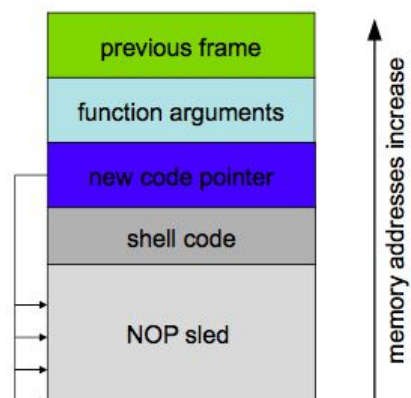 previous frame
function arguments
new code pointer
shell code
NOP sled
memory addresses increase